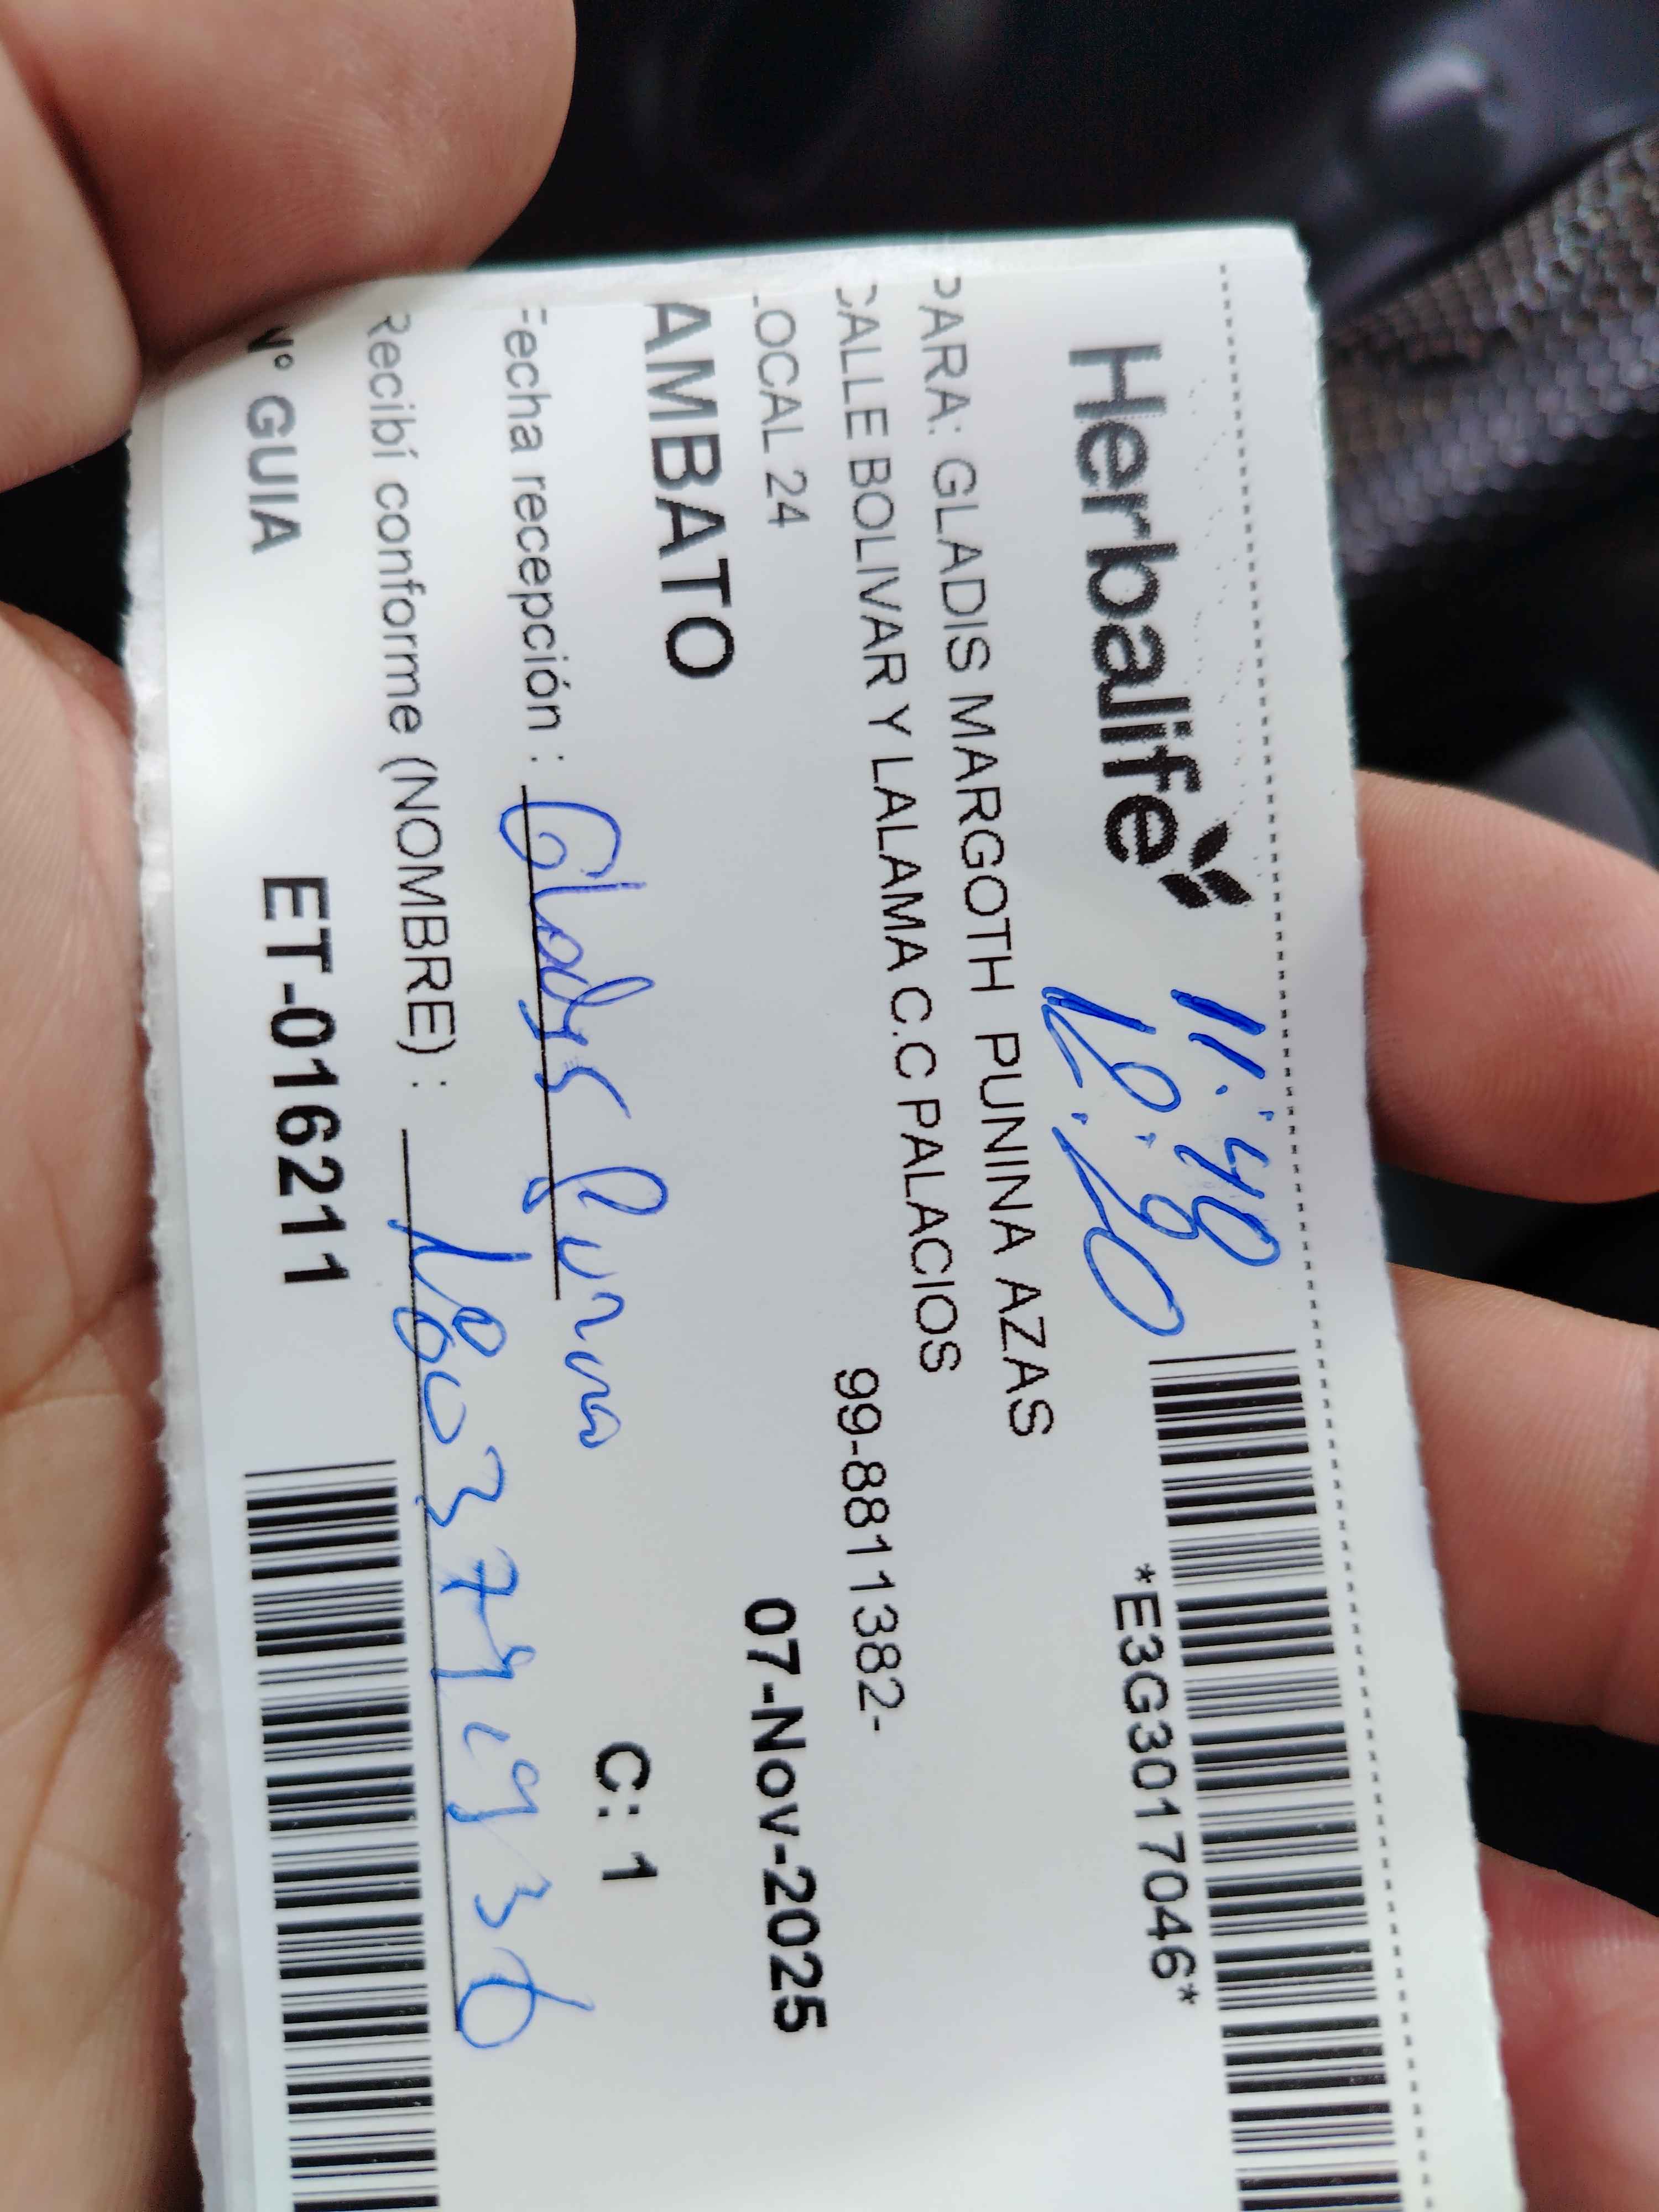 Herbalife
11:40
12:20
*E3G3017046*
PARA: GLADIS MARGOTH PUNINA AZAS
CALLE BOLIVAR Y LALAMA C.C PALACIOS
99-8811382-
LOCAL 24
07-Nov-2025
AMBATO
C: 1
Fecha recepción :
Recibí conforme (NOMBRE) :
N° GUIA
ET-016211